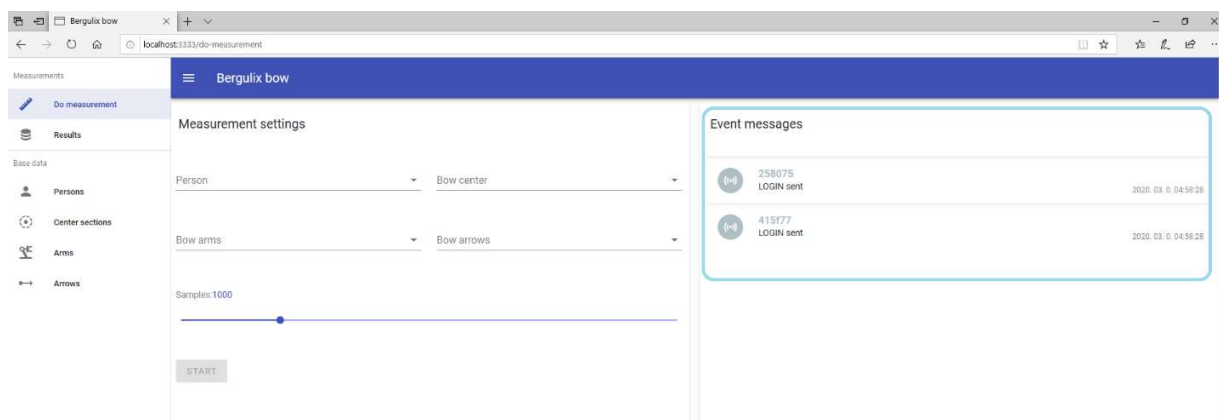 Bergulix bow
localhost:3333/do-measurement
Measurements
Do measurement
Results
Base data
Persons
Center sections
Arms
Arrows
Bergulix bow
Measurement settings
Person
Bow center
Bow arms
Bow arrows
Samples:1000
START
Event messages
258075
LOGIN sent
2020. 03. 0. 04:58:28
415f77
LOGIN sent
2020. 03. 0. 04:58:28